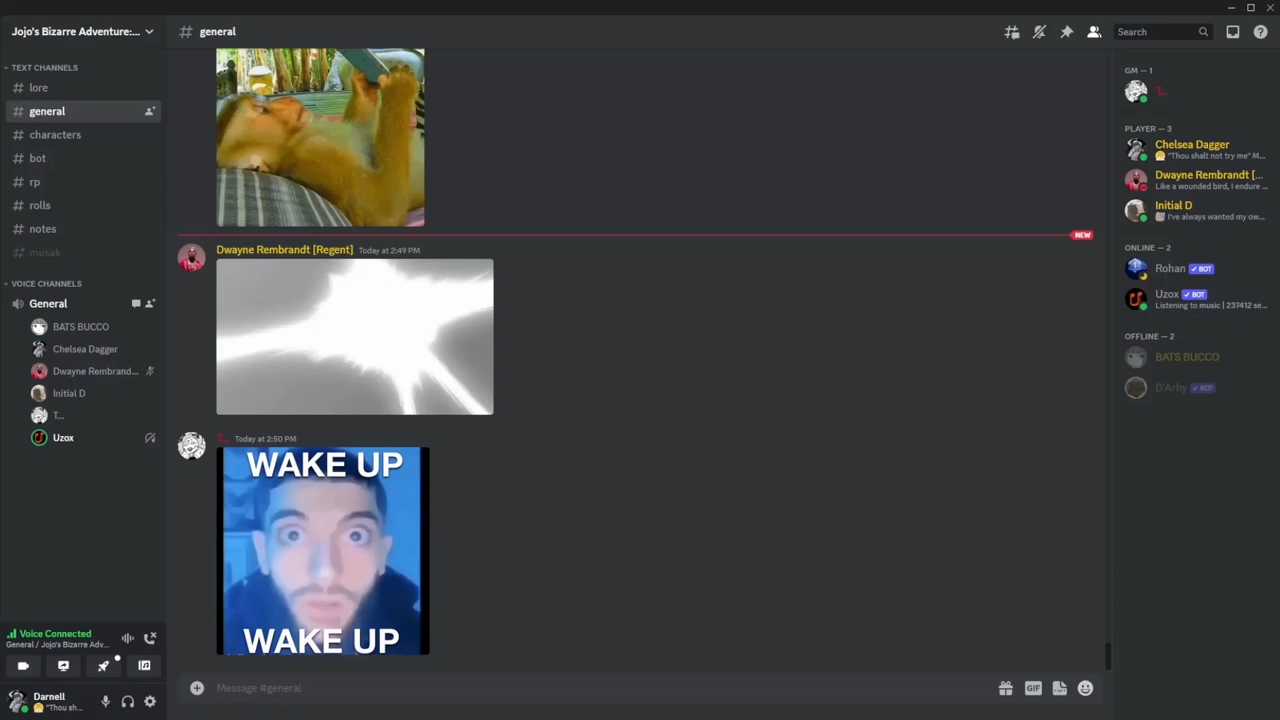 Jojo's Bizarre Adventure:...
# general
Search
TEXT CHANNELS
# lore
# general
# characters
# bot
# rp
# rolls
# notes
# musak
VOICE CHANNELS
General
BATS BUCCO
Chelsea Dagger
Dwayne Rembrand...
Initial D
T...
Uzox
Voice Connected
General / Jojo's Bizarre Adv...
Darnell
"Thou sh...
NEW
Dwayne Rembrandt [Regent] Today at 2:49 PM
T... Today at 2:50 PM
WAKE UP
WAKE UP
Message #general
GIF
GM — 1
T...
PLAYER — 3
Chelsea Dagger
"Thou shalt not try me" M...
Dwayne Rembrandt [...
Like a wounded bird, I endure ...
Initial D
I've always wanted my ow...
ONLINE — 2
Rohan ✓ BOT
Uzox ✓ BOT
Listening to music | 237412 se...
OFFLINE — 2
BATS BUCCO
D'Arby ✓ BOT